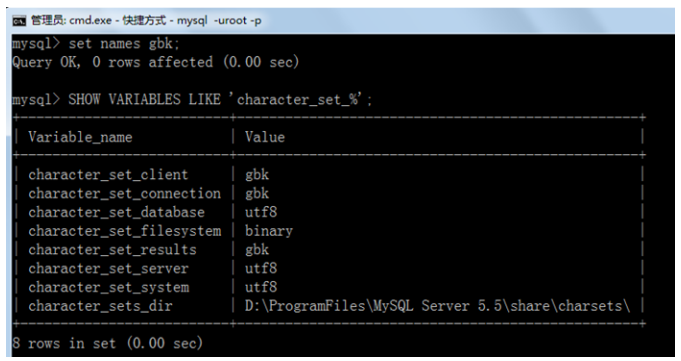 管理员: cmd.exe - 快捷方式 - mysql -uroot -p
mysql> set names gbk;
Query OK, 0 rows affected (0.00 sec)
mysql> SHOW VARIABLES LIKE 'character_set_%';
+--------------------------+-----------------------------------------------+
| Variable_name | Value |
+--------------------------+-----------------------------------------------+
| character_set_client | gbk |
| character_set_connection | gbk |
| character_set_database | utf8 |
| character_set_filesystem | binary |
| character_set_results | gbk |
| character_set_server | utf8 |
| character_set_system | utf8 |
| character_sets_dir | D:\ProgramFiles\MySQL Server 5.5\share\charsets\ |
+--------------------------+-----------------------------------------------+
8 rows in set (0.00 sec)